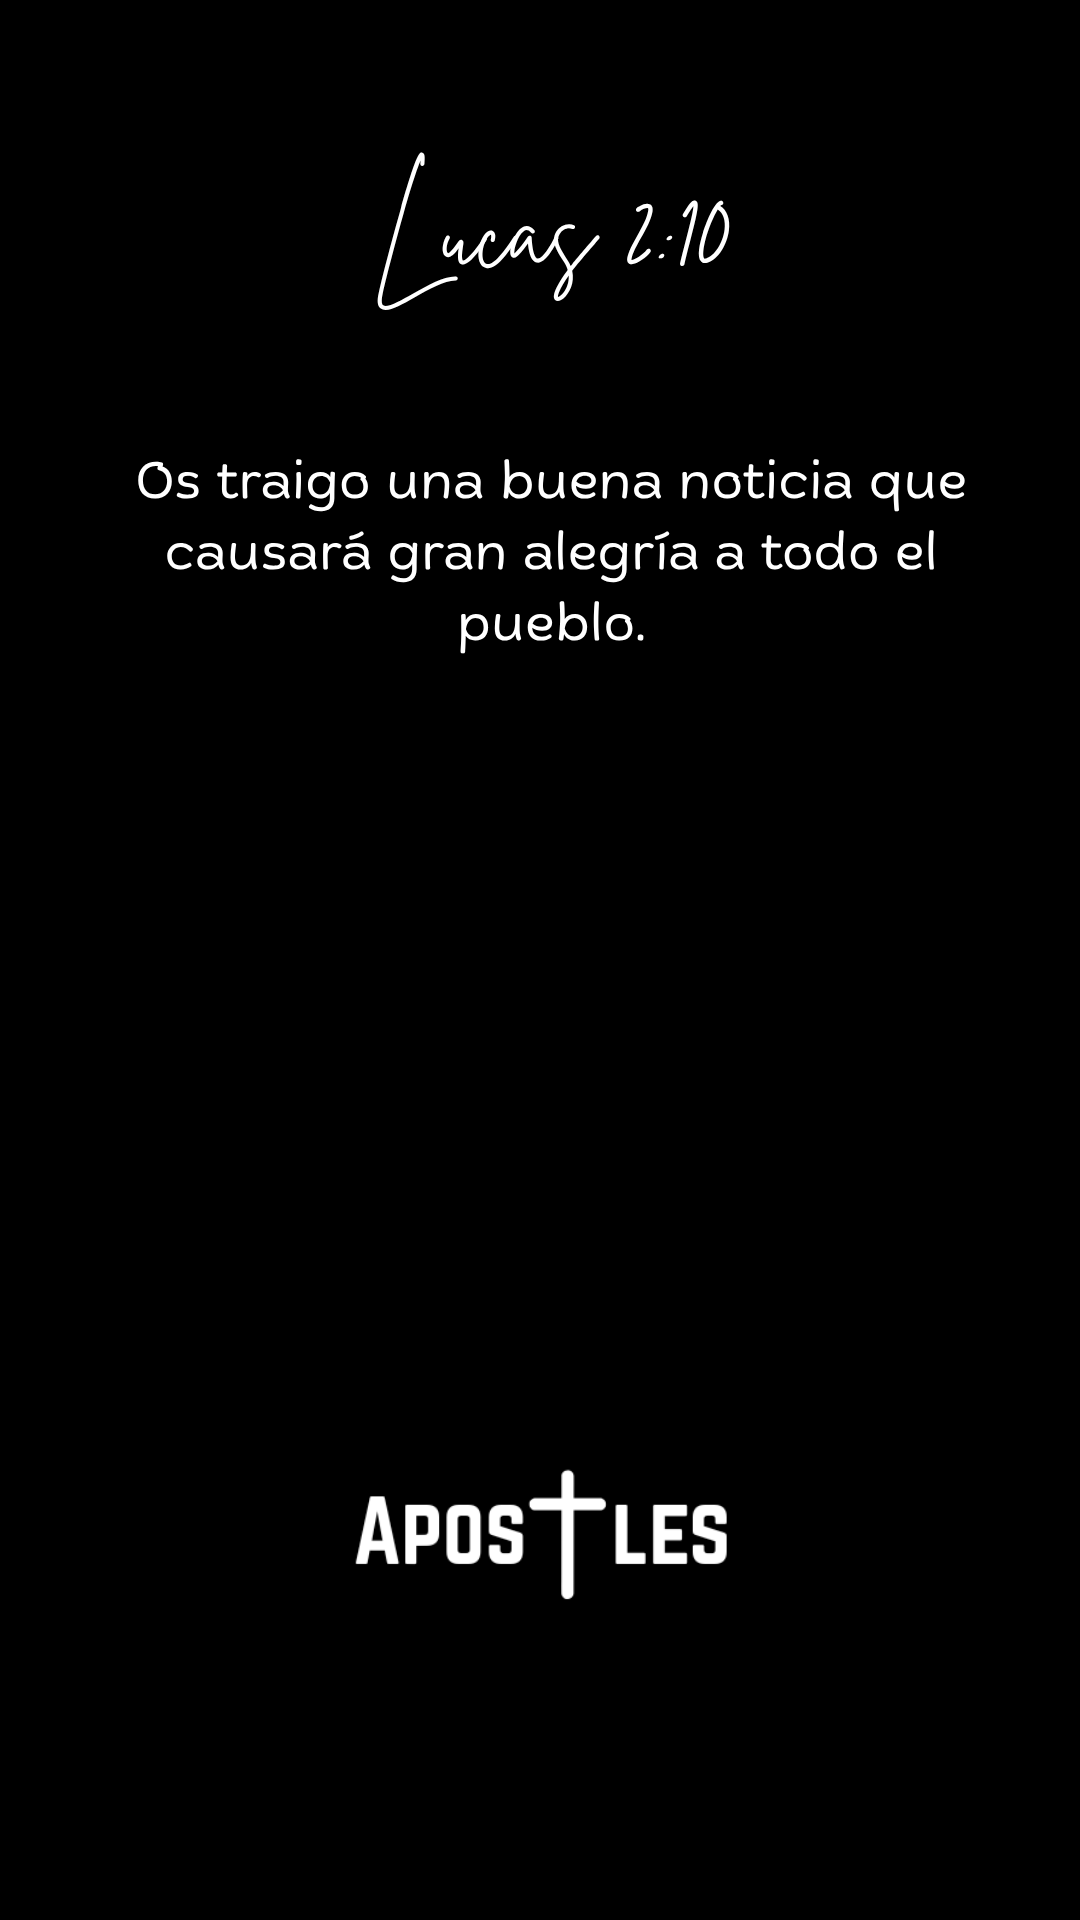 Lucas 2:10
Os traigo una buena noticia que
causará gran alegría a todo el
pueblo.
APOSTLES